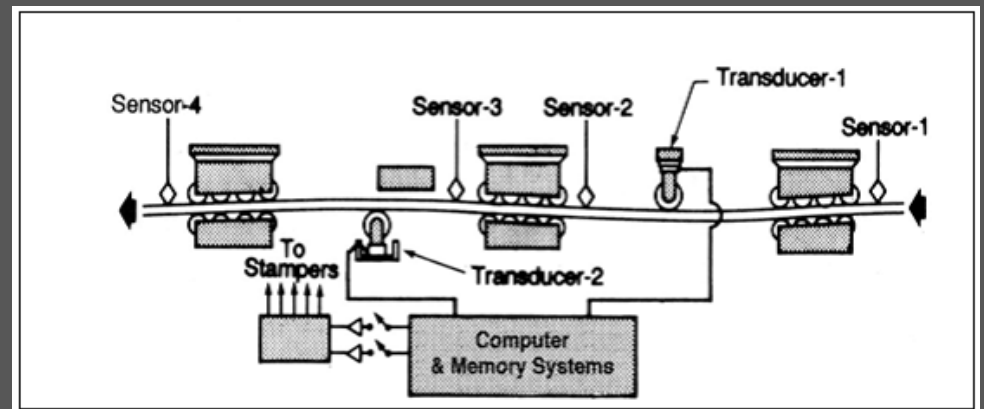 Transducer-1
Sensor-4
Sensor-3
Sensor-2
Sensor-1
To
Stampers
Transducer-2
Computer
& Memory Systems